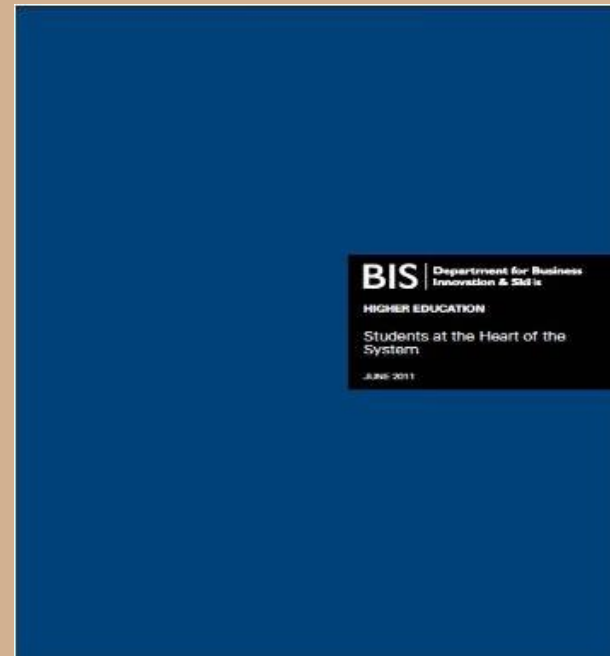 BIS
Department for Business
Innovation & Skills
HIGHER EDUCATION
Students at the Heart of the
System
JUNE 2011